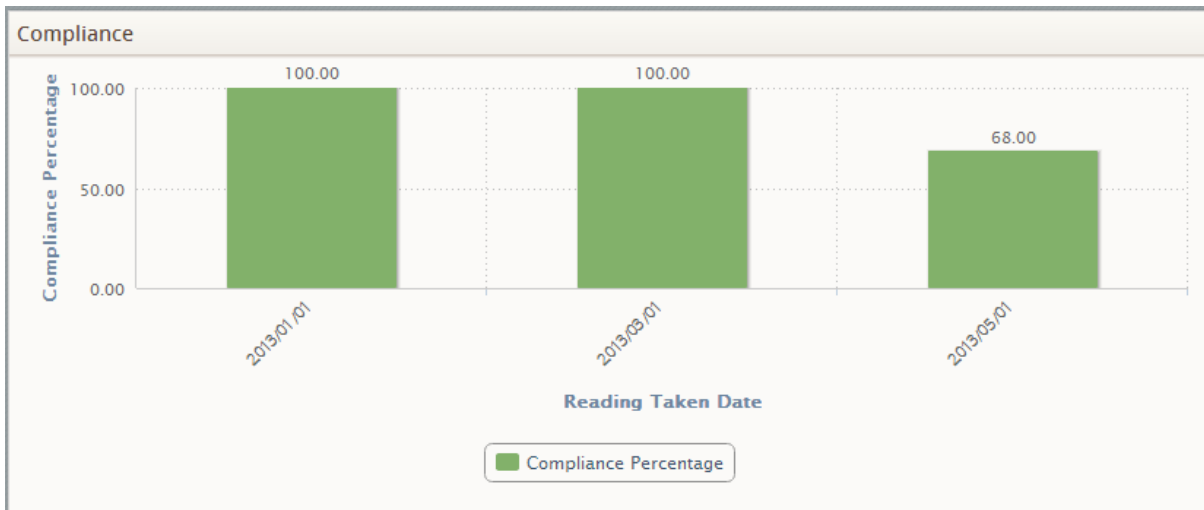 Compliance
Compliance Percentage
100.00
50.00
0.00
100.00
100.00
68.00
2013/01/01
2013/03/01
2013/05/01
Reading Taken Date
Compliance Percentage